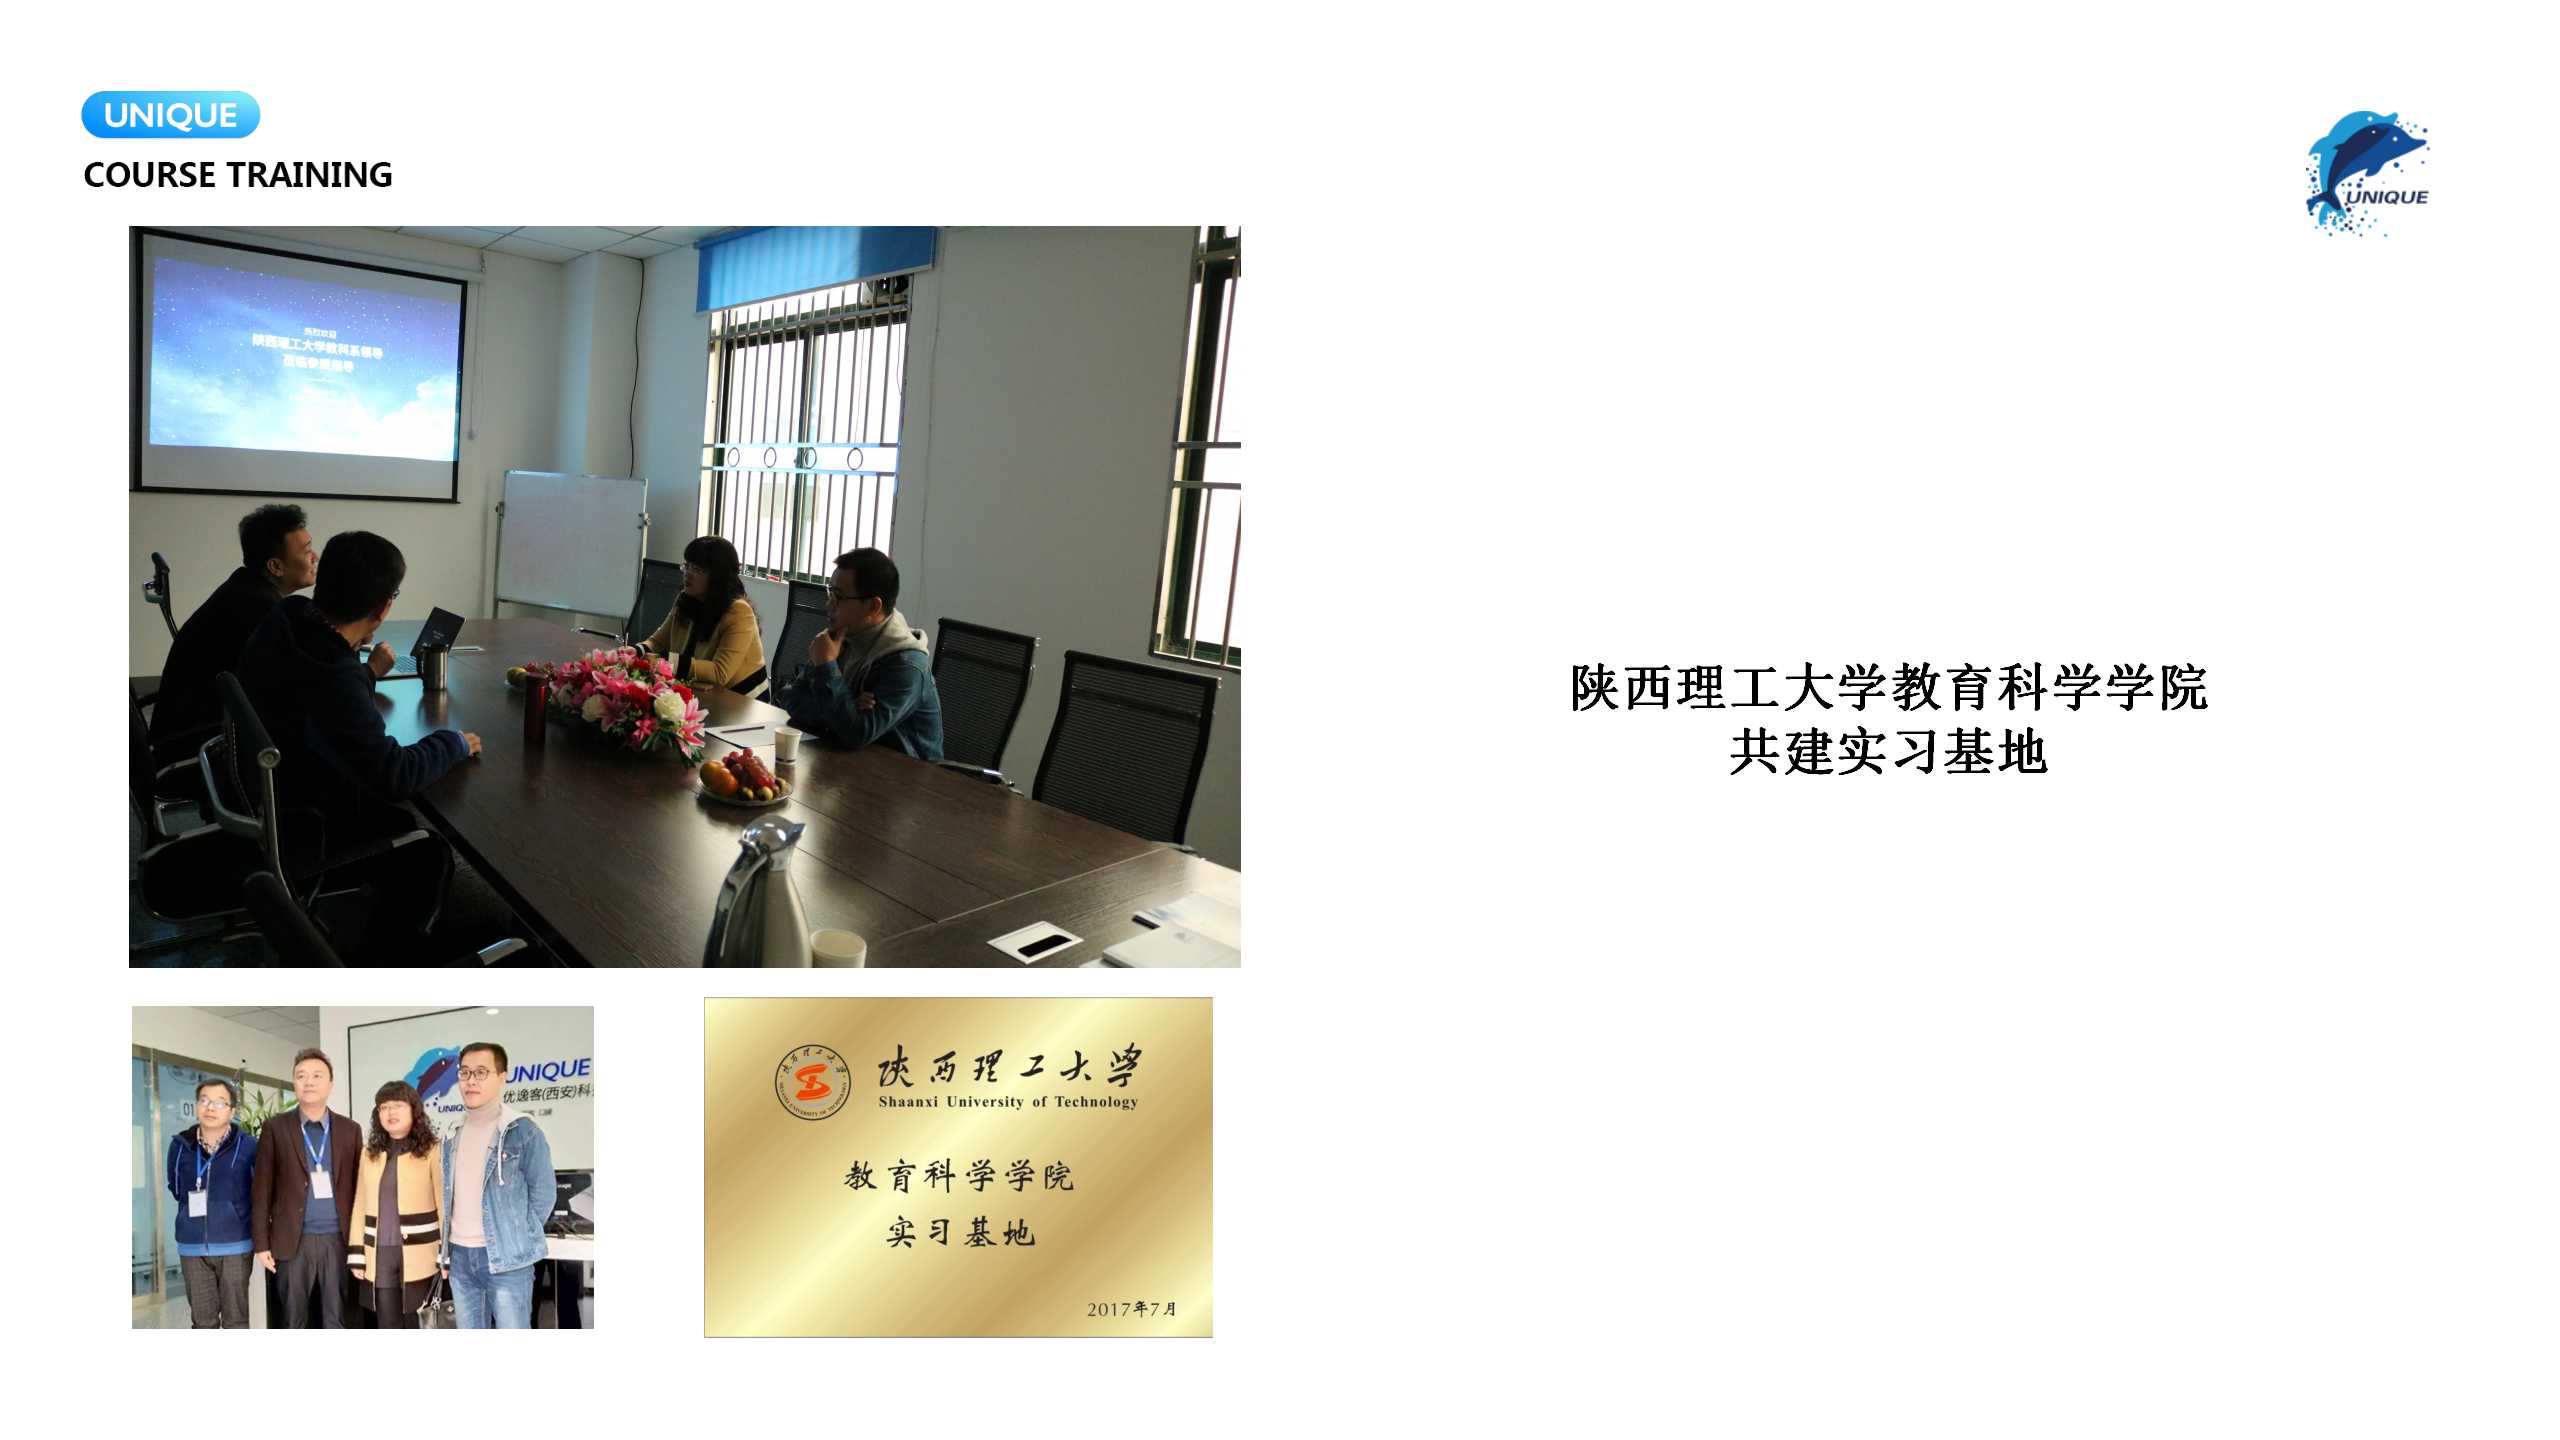 UNIQUE
COURSE TRAINING
UNIQUE
热烈欢迎
陕西理工大学教科系领导
莅临参观指导
陕西理工大学教育科学学院
共建实习基地
UNIQUE
优逸客(西安)科
UNIQUE
01
陕西理工大学
Shaanxi University of Technology
教育科学学院
实习基地
2017年7月